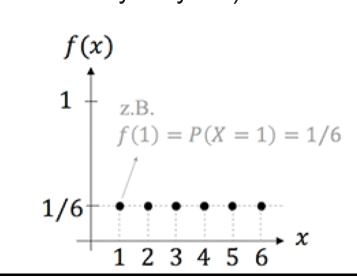 f(x)
1
z.B.
f(1) = P(X = 1) = 1/6
1/6
x
1 2 3 4 5 6